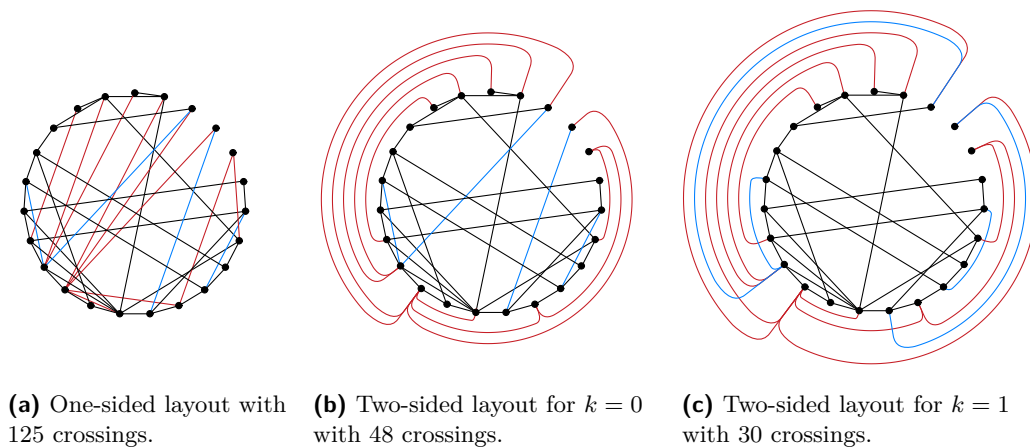 (a) One-sided layout with
125 crossings.
(b) Two-sided layout for k = 0
with 48 crossings.
(c) Two-sided layout for k = 1
with 30 crossings.